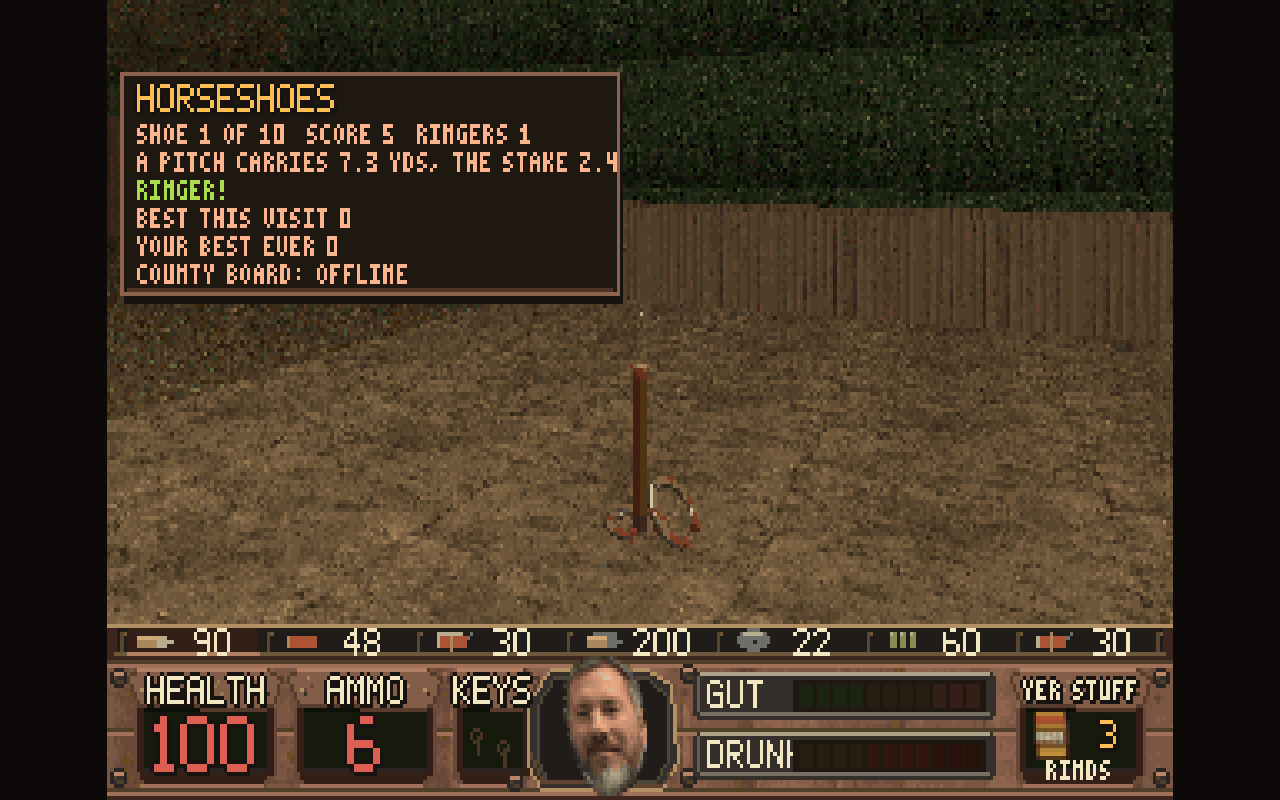 HORSESHOES
SHOE 1 OF 10 SCORE 5 RINGERS 1
A PITCH CARRIES 7.3 YDS, THE STAKE 2.4
RINGER!
BEST THIS VISIT 0
YOUR BEST EVER 0
COUNTY BOARD: OFFLINE
90 48 30 200 22 60 30
HEALTH AMMO KEYS GUT YER STUFF
100 6 3
DRUNK RINDS